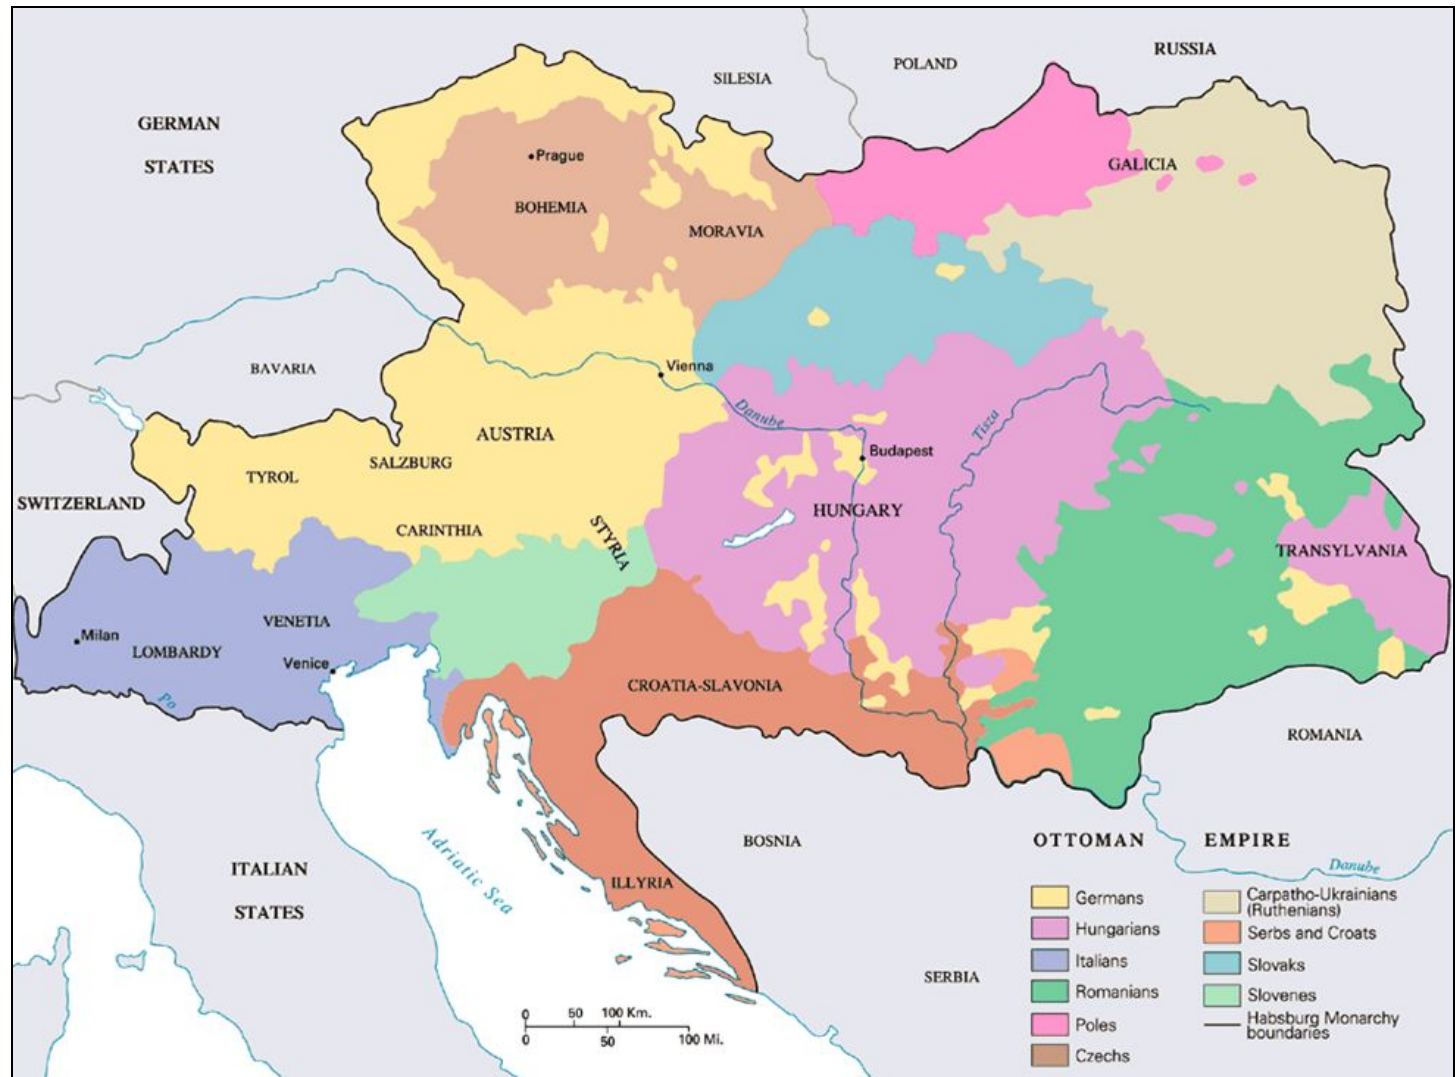 RUSSIA
POLAND
SILESIA
GERMAN
STATES
Prague
GALICIA
BOHEMIA
MORAVIA
BAVARIA
Vienna
Danube
Tisza
AUSTRIA
Budapest
SALZBURG
TYROL
SWITZERLAND
HUNGARY
CARINTHIA
STYRIA
TRANSYLVANIA
VENETIA
Milan
LOMBARDY
Venice
CROATIA-SLAVONIA
Po
ROMANIA
BOSNIA
OTTOMAN EMPIRE
Adriatic Sea
Danube
ITALIAN
STATES
ILLYRIA
SERBIA
Germans
Hungarians
Italians
Romanians
Poles
Czechs
Carpatho-Ukrainians
(Ruthenians)
Serbs and Croats
Slovaks
Slovenes
Habsburg Monarchy
boundaries
0 50 100 Km.
0 50 100 Mi.